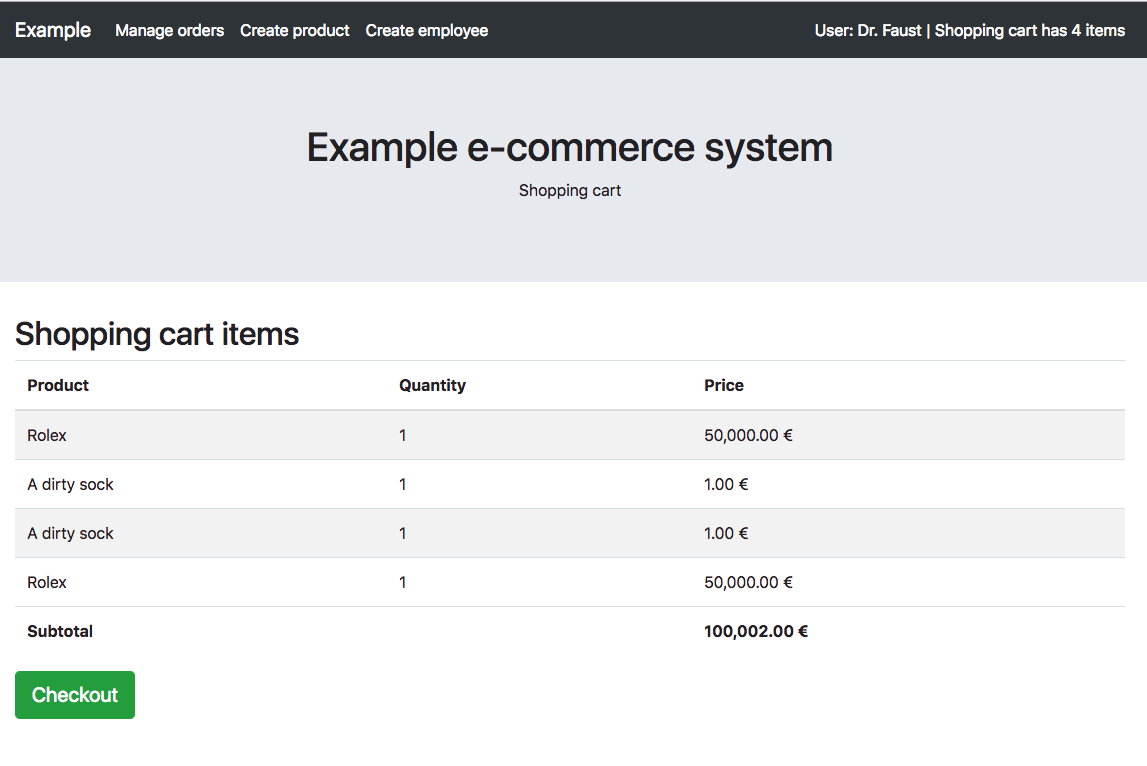 Example Manage orders Create product Create employee User: Dr. Faust | Shopping cart has 4 items
Example e-commerce system
Shopping cart
Shopping cart items
Product Quantity Price
Rolex 1 50,000.00 €
A dirty sock 1 1.00 €
A dirty sock 1 1.00 €
Rolex 1 50,000.00 €
Subtotal 100,002.00 €
Checkout